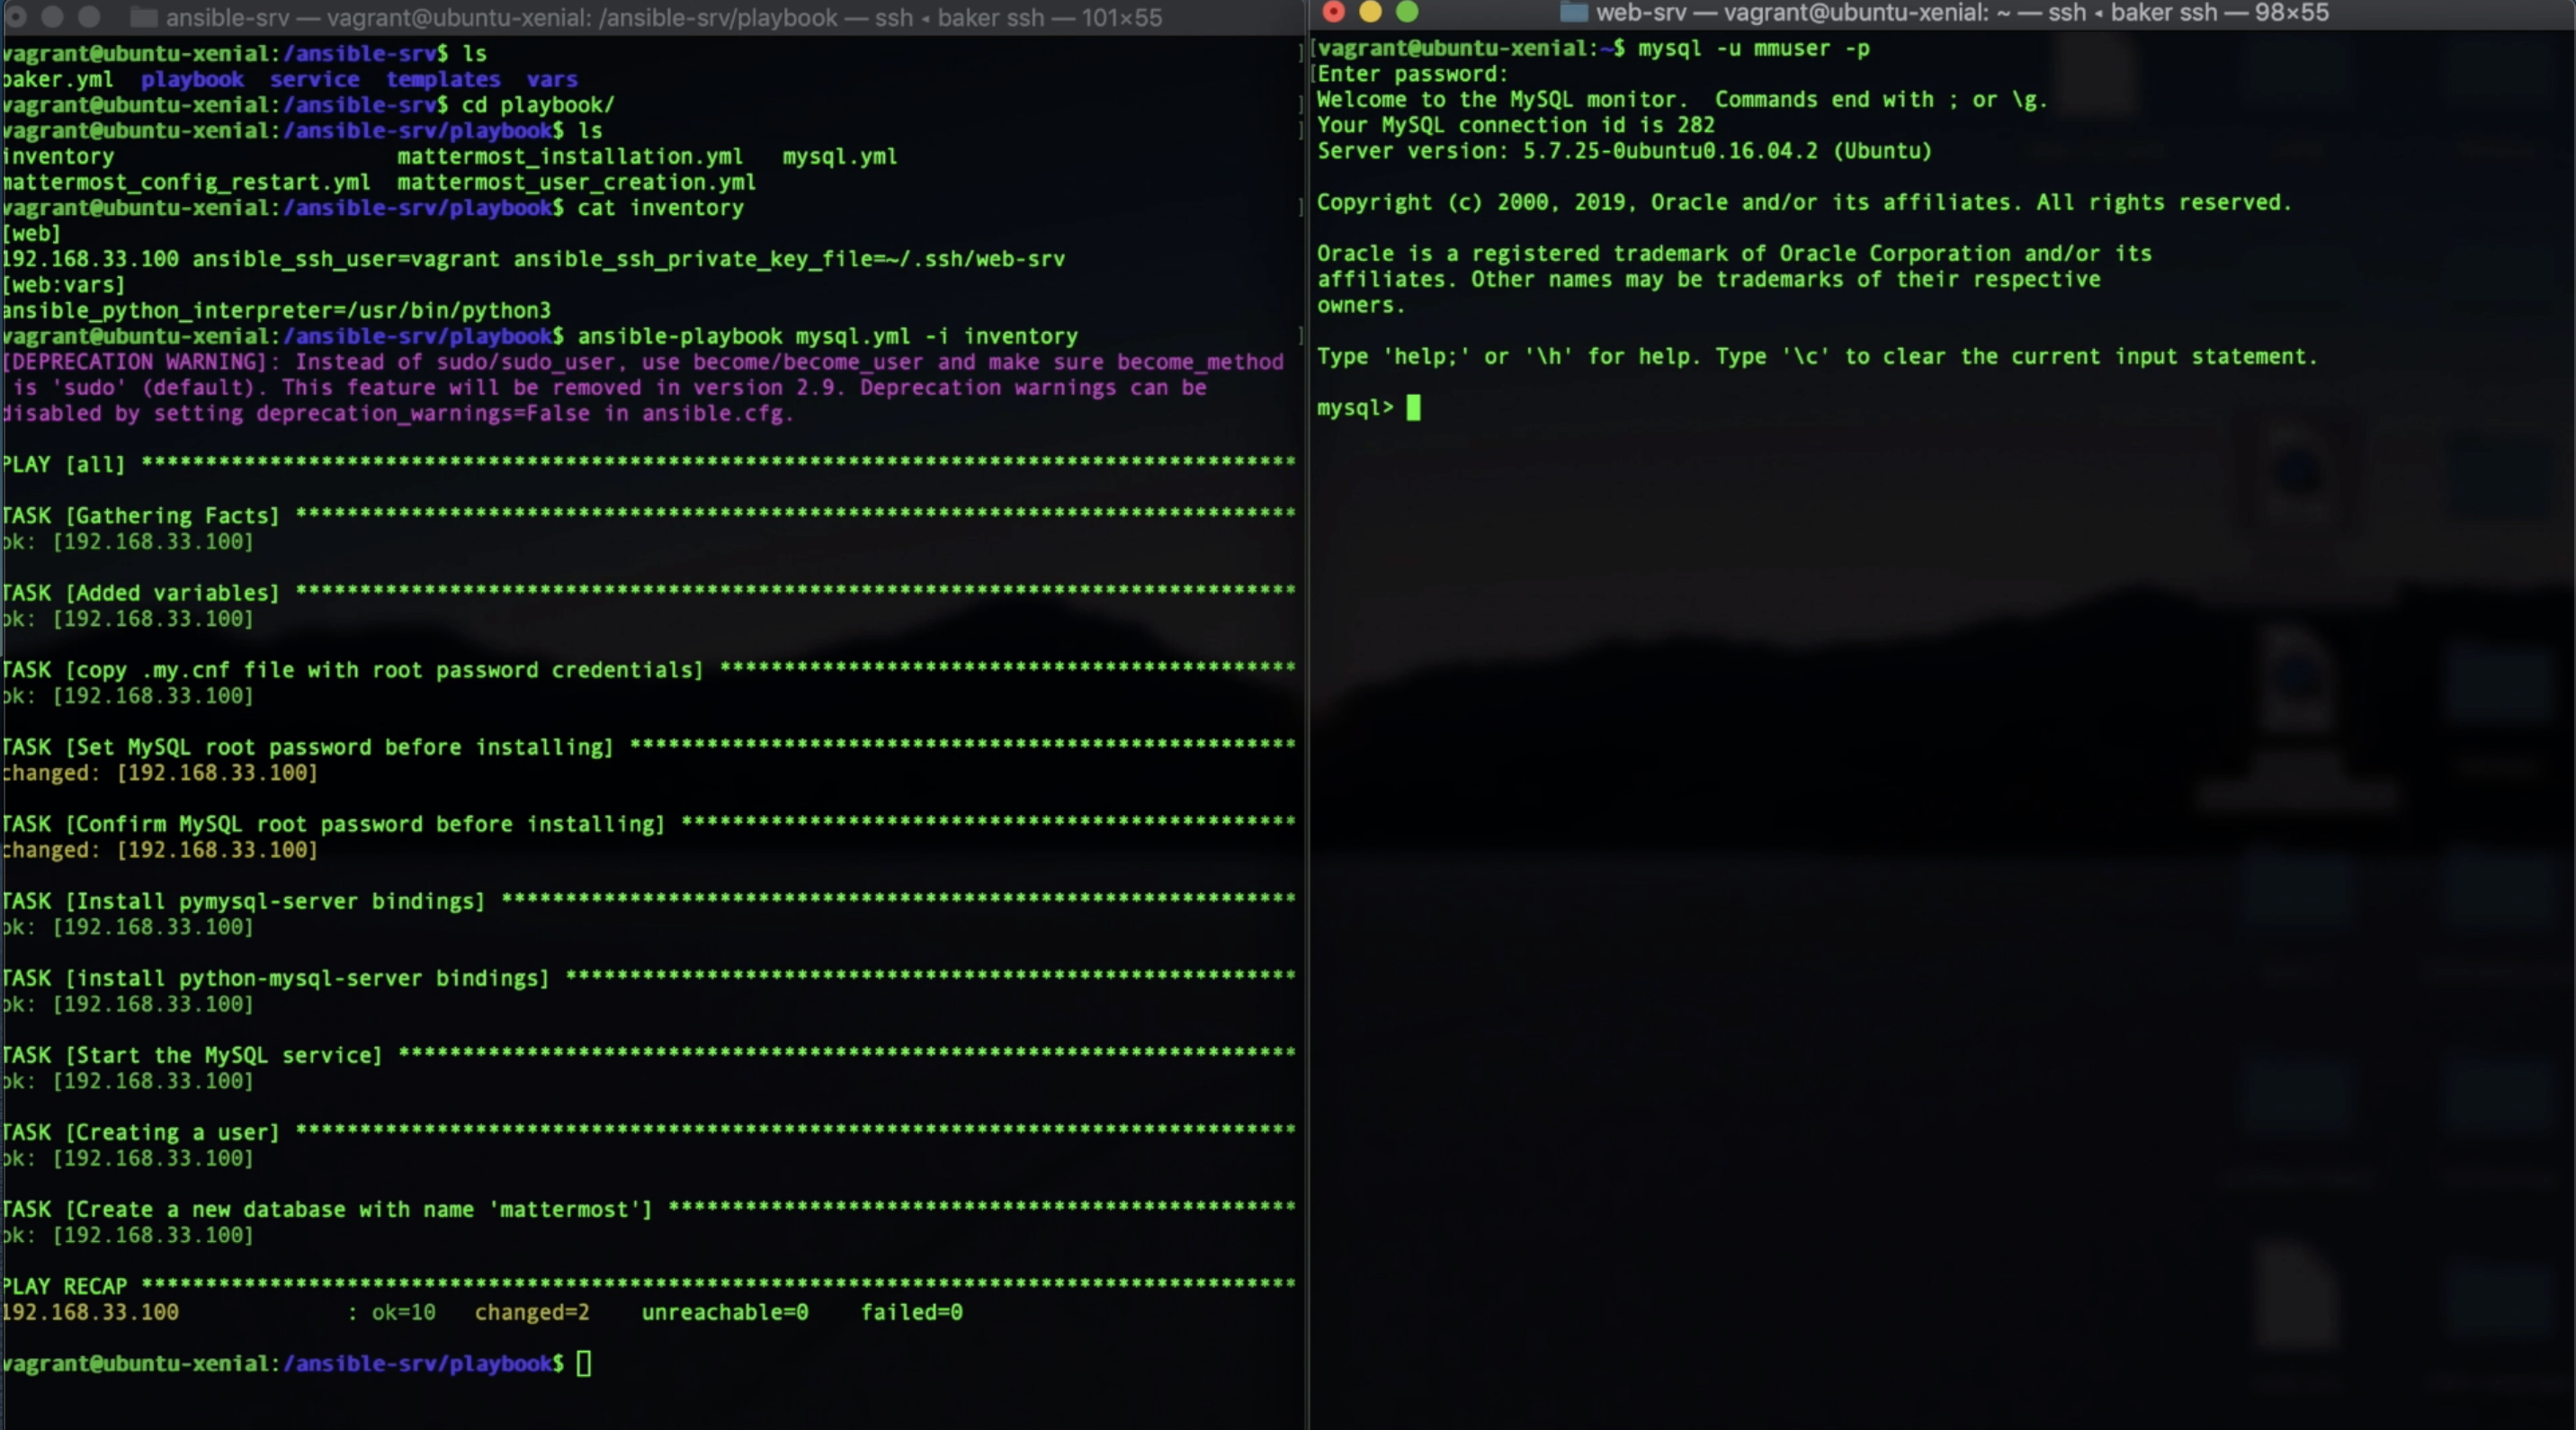 ansible-srv — vagrant@ubuntu-xenial: /ansible-srv/playbook — ssh ◂ baker ssh — 101×55
vagrant@ubuntu-xenial:/ansible-srv$ ls
baker.yml  playbook  service  templates  vars
vagrant@ubuntu-xenial:/ansible-srv$ cd playbook/
vagrant@ubuntu-xenial:/ansible-srv/playbook$ ls
inventory                      mattermost_installation.yml   mysql.yml
mattermost_config_restart.yml  mattermost_user_creation.yml
vagrant@ubuntu-xenial:/ansible-srv/playbook$ cat inventory
[web]
192.168.33.100 ansible_ssh_user=vagrant ansible_ssh_private_key_file=~/.ssh/web-srv
[web:vars]
ansible_python_interpreter=/usr/bin/python3
vagrant@ubuntu-xenial:/ansible-srv/playbook$ ansible-playbook mysql.yml -i inventory
[DEPRECATION WARNING]: Instead of sudo/sudo_user, use become/become_user and make sure become_method
 is 'sudo' (default). This feature will be removed in version 2.9. Deprecation warnings can be
disabled by setting deprecation_warnings=False in ansible.cfg.
PLAY [all] ******************************************************************************************
TASK [Gathering Facts] ******************************************************************************
ok: [192.168.33.100]
TASK [Added variables] ******************************************************************************
ok: [192.168.33.100]
TASK [copy .my.cnf file with root password credentials] *********************************************
ok: [192.168.33.100]
TASK [Set MySQL root password before installing] ****************************************************
changed: [192.168.33.100]
TASK [Confirm MySQL root password before installing] ************************************************
changed: [192.168.33.100]
TASK [Install pymysql-server bindings] **************************************************************
ok: [192.168.33.100]
TASK [install python-mysql-server bindings] *********************************************************
ok: [192.168.33.100]
TASK [Start the MySQL service] **********************************************************************
ok: [192.168.33.100]
TASK [Creating a user] ******************************************************************************
ok: [192.168.33.100]
TASK [Create a new database with name 'mattermost'] *************************************************
ok: [192.168.33.100]
PLAY RECAP ******************************************************************************************
192.168.33.100             : ok=10   changed=2    unreachable=0    failed=0
vagrant@ubuntu-xenial:/ansible-srv/playbook$
web-srv — vagrant@ubuntu-xenial: ~ — ssh ◂ baker ssh — 98×55
[vagrant@ubuntu-xenial:~$ mysql -u mmuser -p
[Enter password:
Welcome to the MySQL monitor.  Commands end with ; or \g.
Your MySQL connection id is 282
Server version: 5.7.25-0ubuntu0.16.04.2 (Ubuntu)
Copyright (c) 2000, 2019, Oracle and/or its affiliates. All rights reserved.
Oracle is a registered trademark of Oracle Corporation and/or its
affiliates. Other names may be trademarks of their respective
owners.
Type 'help;' or '\h' for help. Type '\c' to clear the current input statement.
mysql>